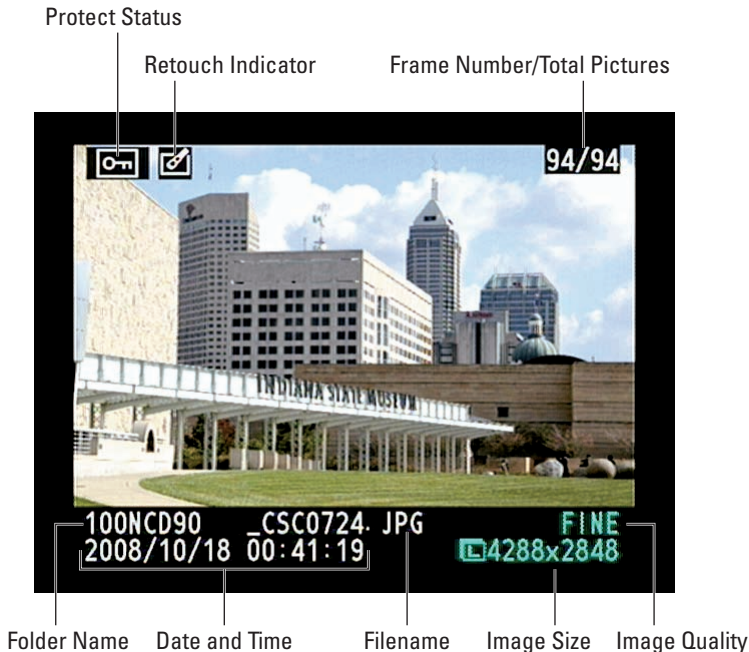 Protect Status
Retouch Indicator
Frame Number/Total Pictures
94/94
INDIANA STATE MUSEUM
100NCD90 _CSC0724. JPG FINE
2008/10/18 00:41:19 L 4288x2848
Folder Name Date and Time Filename Image Size Image Quality